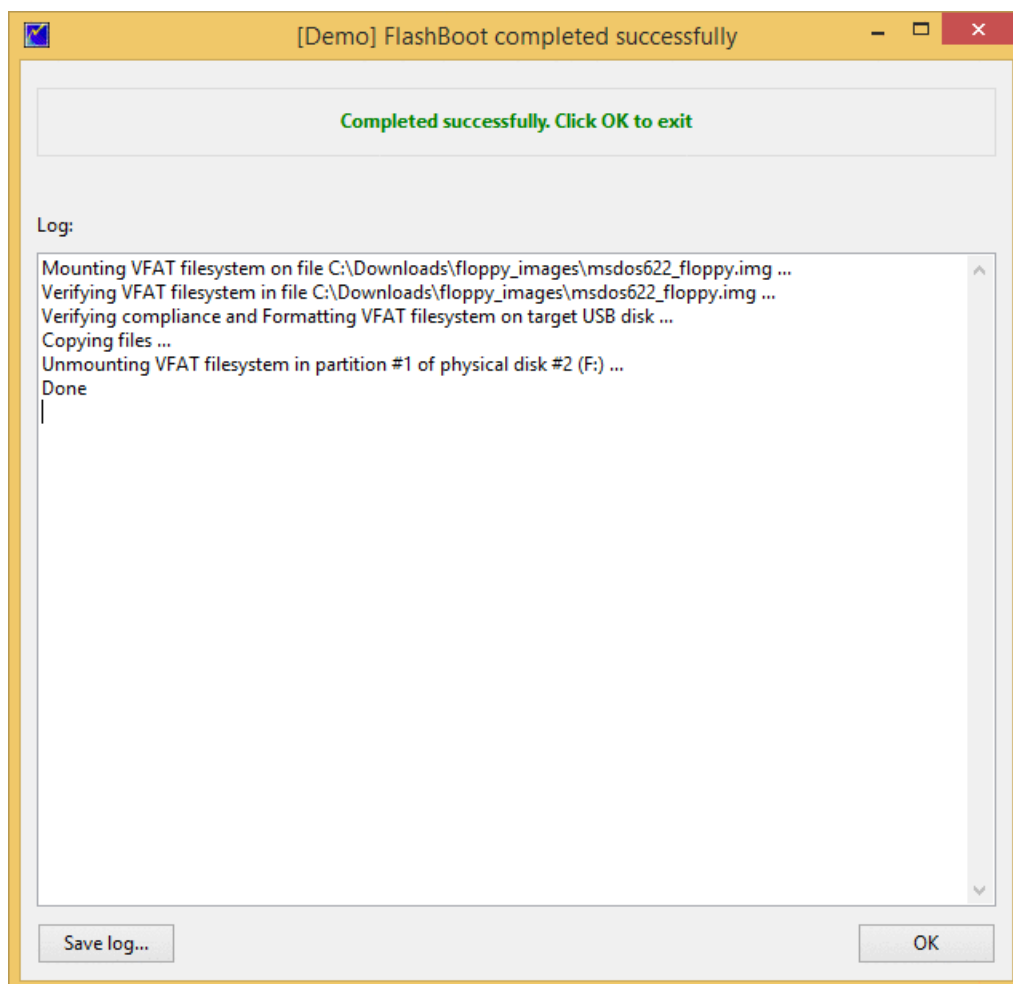 [Demo] FlashBoot completed successfully
Completed successfully. Click OK to exit
Log:
Mounting VFAT filesystem on file C:\Downloads\floppy_images\msdos622_floppy.img ...
Verifying VFAT filesystem in file C:\Downloads\floppy_images\msdos622_floppy.img ...
Verifying compliance and Formatting VFAT filesystem on target USB disk ...
Copying files ...
Unmounting VFAT filesystem in partition #1 of physical disk #2 (F:) ...
Done
Save log...
OK